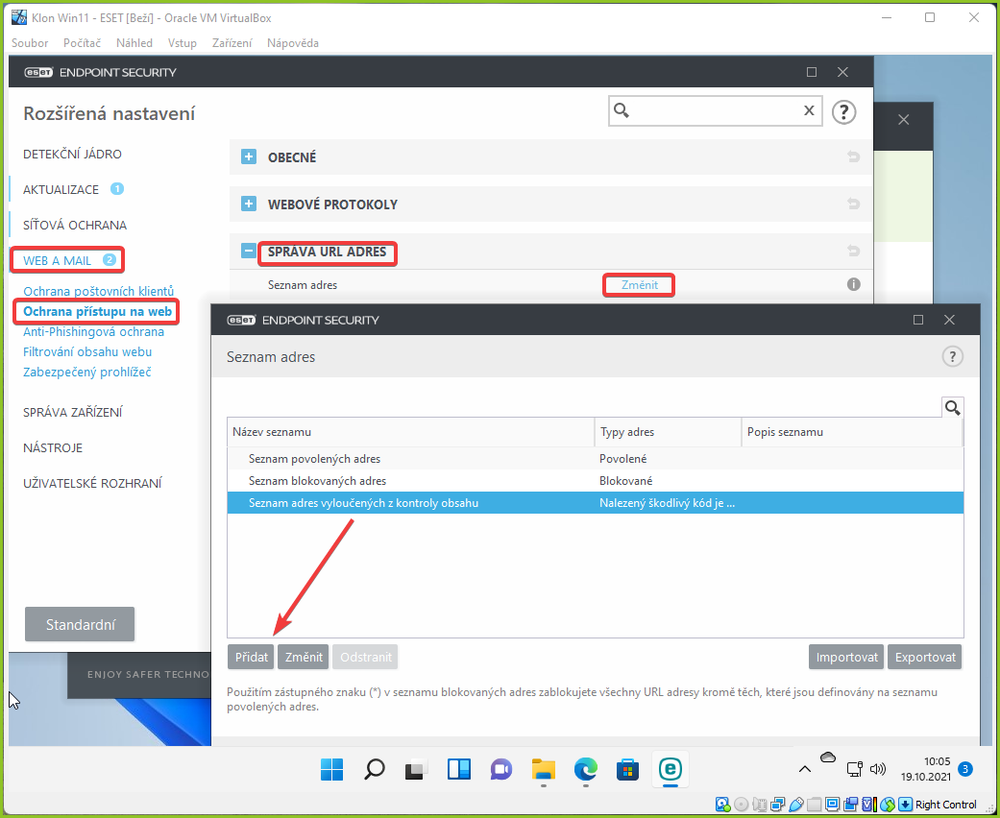 Klon Win11 - ESET [Beží] - Oracle VM VirtualBox
Soubor Počítač Náhled Vstup Zařízení Nápověda
eset ENDPOINT SECURITY
Rozšířená nastavení
?
DETEKČNÍ JÁDRO
AKTUALIZACE 1
SÍŤOVÁ OCHRANA
WEB A MAIL 2
Ochrana poštovních klientů
Ochrana přístupu na web
Anti-Phishingová ochrana
Filtrování obsahu webu
Zabezpečený prohlížeč
SPRÁVA ZAŘÍZENÍ
NÁSTROJE
UŽIVATELSKÉ ROZHRANÍ
Standardní
OBECNÉ
WEBOVÉ PROTOKOLY
SPRÁVA URL ADRES
Seznam adres Změnit
eset ENDPOINT SECURITY
Seznam adres
?
Název seznamu Typy adres Popis seznamu
Seznam povolených adres Povolené
Seznam blokovaných adres Blokované
Seznam adres vyloučených z kontroly obsahu Nalezený škodlivý kód je ...
Přidat Změnit Odstranit Importovat Exportovat
Použitím zástupného znaku (*) v seznamu blokovaných adres zablokujete všechny URL adresy kromě těch, které jsou definovány na seznamu
povolených adres.
ENJOY SAFER TECHNO
10:05
19.10.2021
3
Right Control